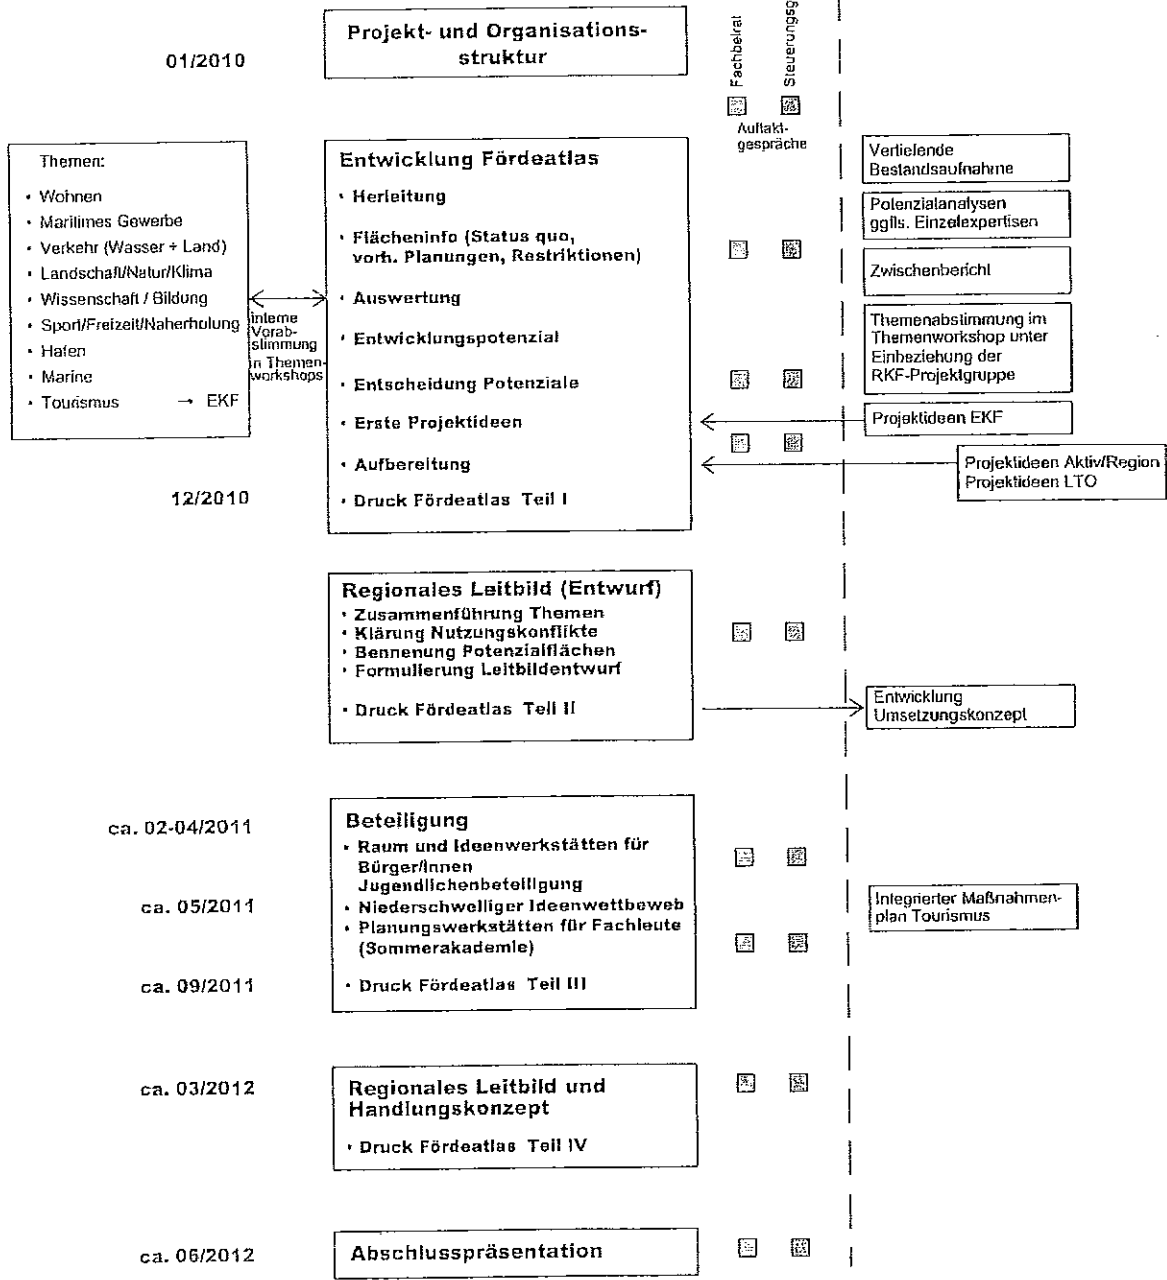 01/2010
Projekt- und Organisations-
struktur
Fachbeirat
Auftakt-
gespräche
Themen:
• Wohnen
• Maritimes Gewerbe
• Verkehr (Wasser + Land)
• Landschaft/Natur/Klima
• Wissenschaft / Bildung
• Sport/Freizeit/Naherholung
• Hafen
• Marine
• Tourismus → EKF
interne
Vorab-
stimmung
in Themen-
workshops
Entwicklung Fördeatlas
• Herleitung
• Flächeninfo (Status quo,
vorh. Planungen, Restriktionen)
• Auswertung
• Entwicklungspotenzial
• Entscheidung Potenziale
• Erste Projektideen
• Aufbereitung
12/2010
• Druck Fördeatlas Teil I
Vertiefende
Bestandsaufnahme
Potenzialanalysen
ggfls. Einzelexpertisen
Zwischenbericht
Themenabstimmung im
Themenworkshop unter
Einbeziehung der
RKF-Projektgruppe
Projektideen EKF
Projektideen Aktiv/Region
Projektideen LTO
Regionales Leitbild (Entwurf)
• Zusammenführung Themen
• Klärung Nutzungskonflikte
• Bennenung Potenzialflächen
• Formulierung Leitbildentwurf
• Druck Fördeatlas Teil II
Entwicklung
Umsetzungskonzept
ca. 02-04/2011
Beteiligung
• Raum und Ideenwerkstätten für
Bürger/Innen
Jugendlichenbeteiligung
ca. 05/2011
• Niederschwelliger Ideenwettbeweb
• Planungswerkstätten für Fachleute
(Sommerakademie)
ca. 09/2011
• Druck Fördeatlas Teil III
Integrierter Maßnahmen-
plan Tourismus
ca. 03/2012
Regionales Leitbild und
Handlungskonzept
• Druck Fördeatlas Teil IV
ca. 06/2012
Abschlusspräsentation